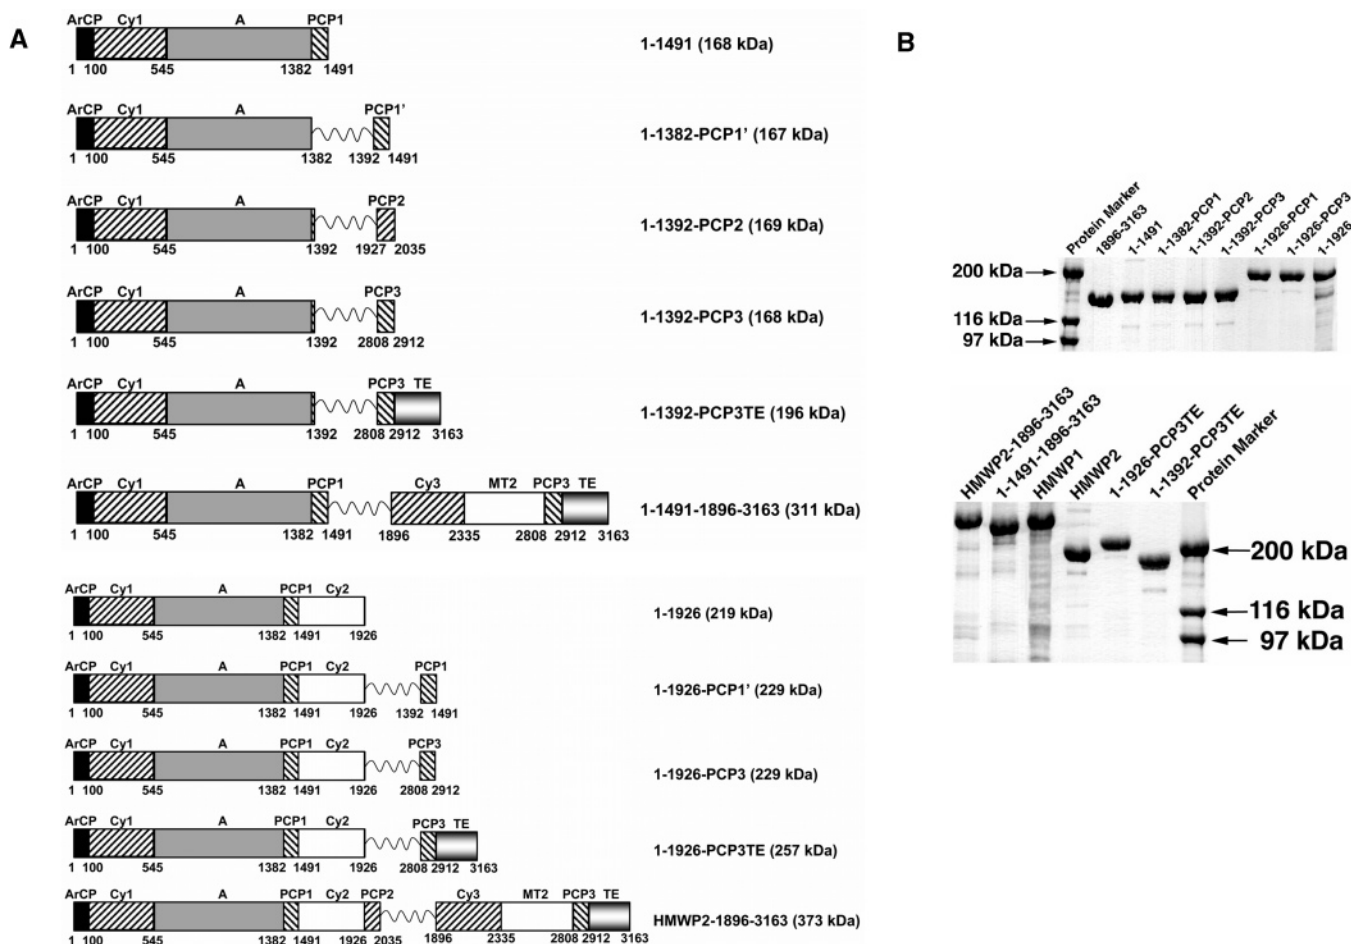 A
ArCP Cy1 A PCP1
1-1491 (168 kDa)
1 100 545 1382 1491
ArCP Cy1 A PCP1'
1-1382-PCP1' (167 kDa)
1 100 545 1382 1392 1491
ArCP Cy1 A PCP2
1-1392-PCP2 (169 kDa)
1 100 545 1392 1927 2035
ArCP Cy1 A PCP3
1-1392-PCP3 (168 kDa)
1 100 545 1392 2808 2912
ArCP Cy1 A PCP3 TE
1-1392-PCP3TE (196 kDa)
1 100 545 1392 2808 2912 3163
ArCP Cy1 A PCP1 Cy3 MT2 PCP3 TE
1-1491-1896-3163 (311 kDa)
1 100 545 1382 1491 1896 2335 2808 2912 3163
ArCP Cy1 A PCP1 Cy2
1-1926 (219 kDa)
1 100 545 1382 1491 1926
ArCP Cy1 A PCP1 Cy2 PCP1
1-1926-PCP1' (229 kDa)
1 100 545 1382 1491 1926 1392 1491
ArCP Cy1 A PCP1 Cy2 PCP3
1-1926-PCP3 (229 kDa)
1 100 545 1382 1491 1926 2808 2912
ArCP Cy1 A PCP1 Cy2 PCP3 TE
1-1926-PCP3TE (257 kDa)
1 100 545 1382 1491 1926 2808 2912 3163
ArCP Cy1 A PCP1 Cy2 PCP2 Cy3 MT2 PCP3 TE
HMWP2-1896-3163 (373 kDa)
1 100 545 1382 1491 1926 2035 1896 2335 2808 2912 3163
B
Protein Marker
1896-3163
1-1491
1-1382-PCP1
1-1392-PCP2
1-1392-PCP3
1-1926-PCP1
1-1926-PCP3
1-1926
200 kDa
116 kDa
97 kDa
HMWP2-1896-3163
1-1491-1896-3163
HMWP1
HMWP2
1-1926-PCP3TE
1-1392-PCP3TE
Protein Marker
200 kDa
116 kDa
97 kDa